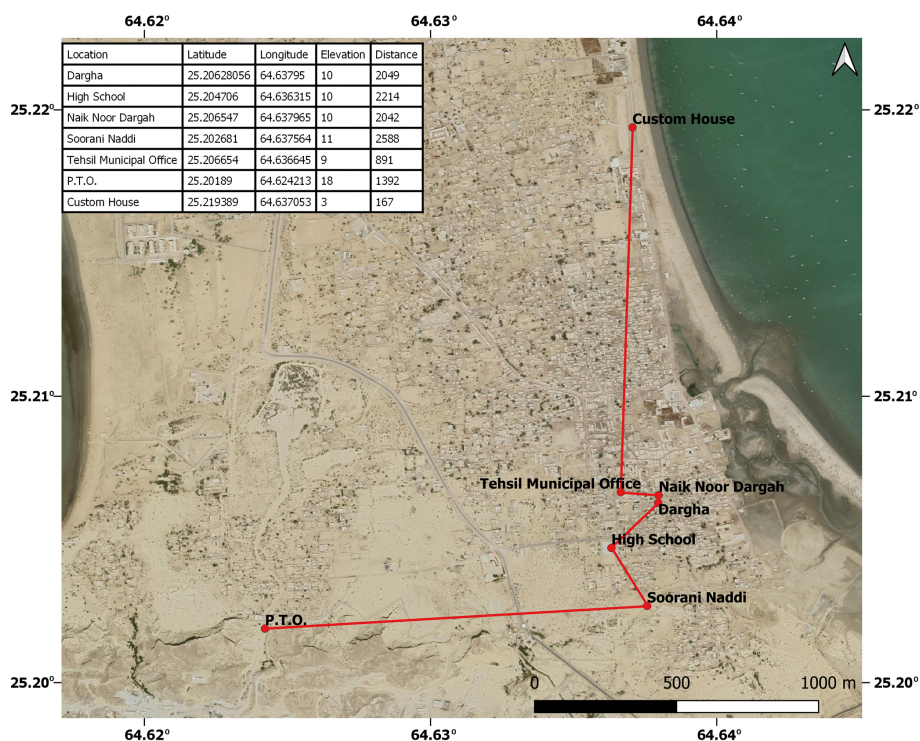 64.62° 64.63° 64.64°
Location Latitude Longitude Elevation Distance
Dargha 25.20628056 64.63795 10 2049
High School 25.204706 64.636315 10 2214
Naik Noor Dargah 25.206547 64.637965 10 2042
Soorani Naddi 25.202681 64.637564 11 2588
Tehsil Municipal Office 25.206654 64.636645 9 891
P.T.O. 25.20189 64.624213 18 1392
Custom House 25.219389 64.637053 3 167
25.22° 25.22°
Custom House
25.21° 25.21°
Tehsil Municipal Office Naik Noor Dargah
Dargha
High School
Soorani Naddi
P.T.O.
25.20° 25.20°
0 500 1000 m
64.62° 64.63° 64.64°